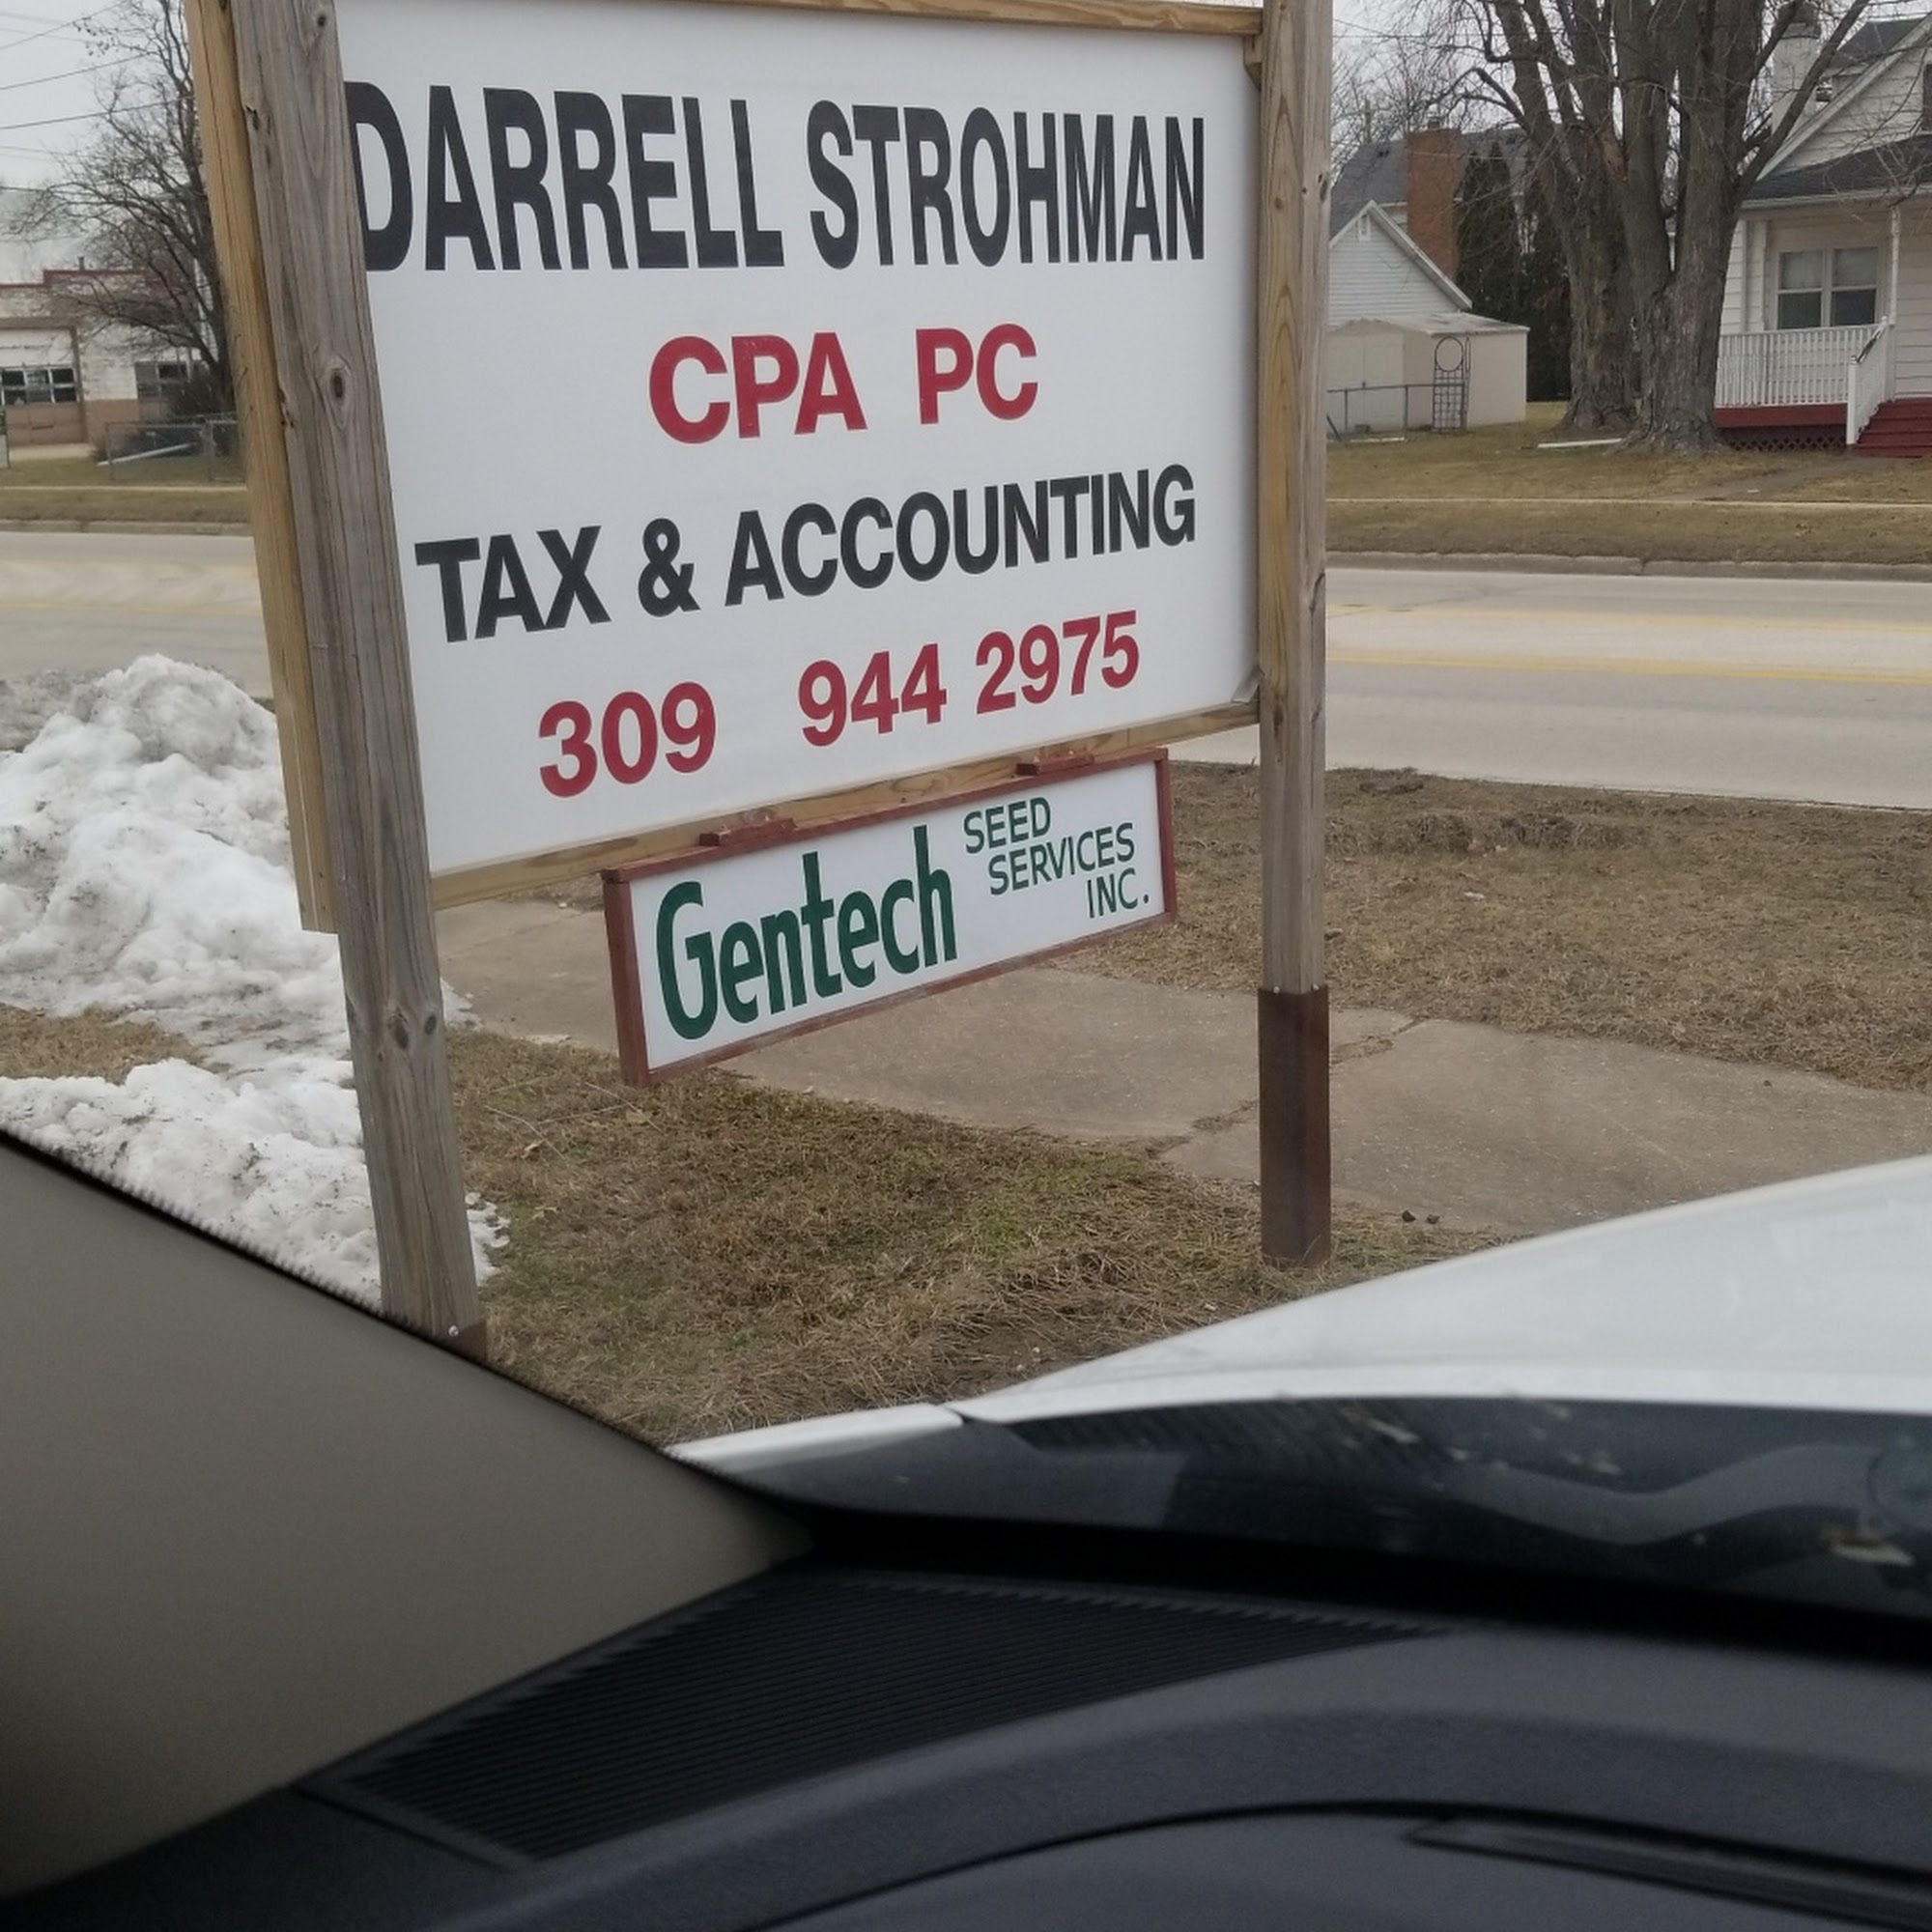 DARRELL STROHMAN
CPA PC
TAX & ACCOUNTING
309 944 2975
Gentech SEED
SERVICES
INC.